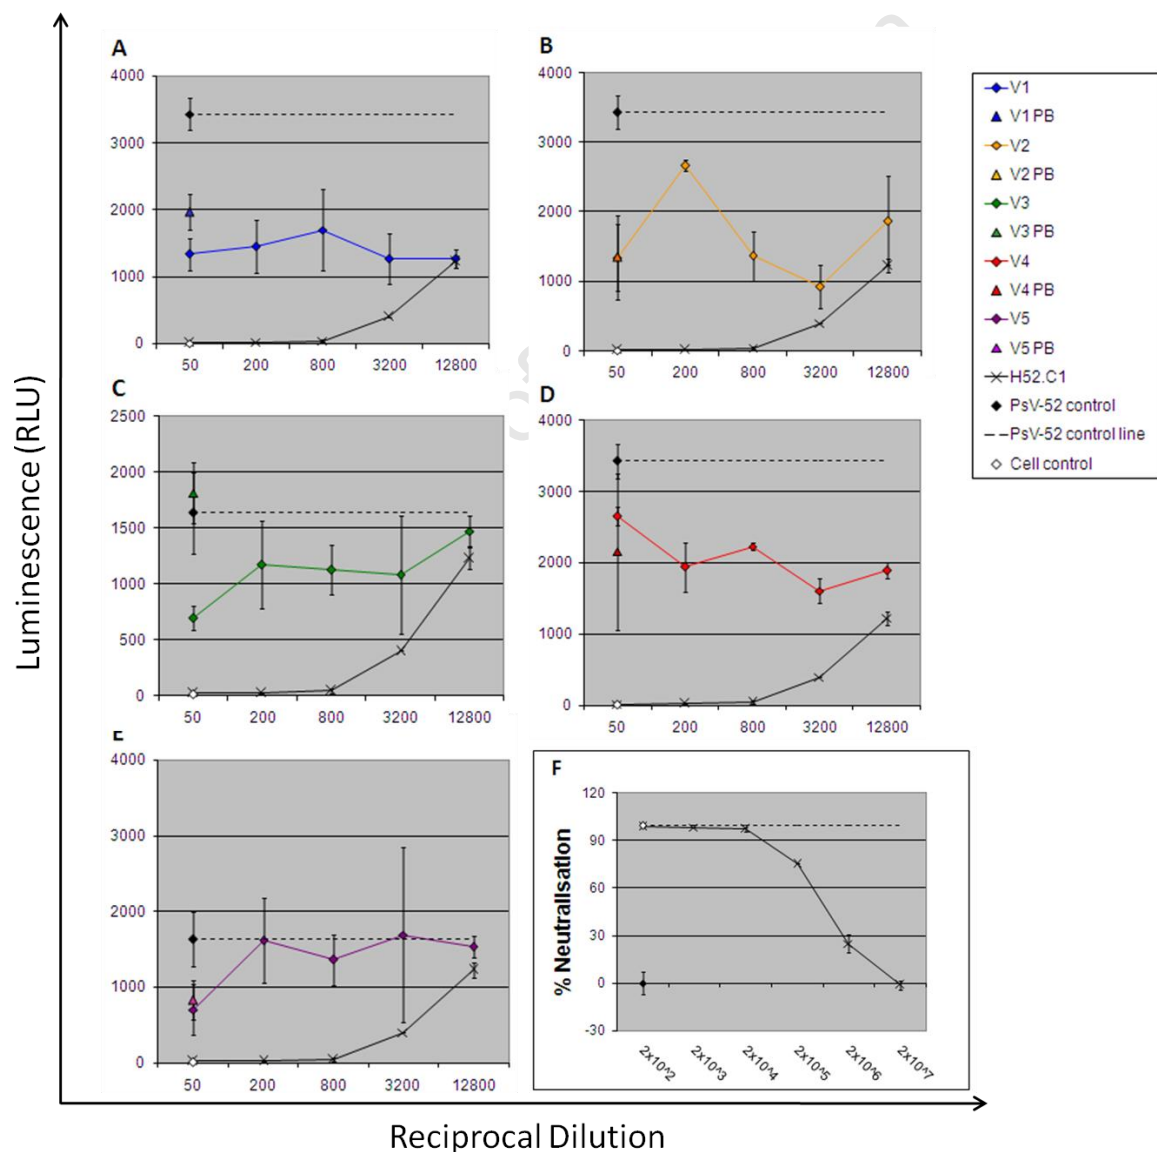 A
4000
3000
2000
1000
0
50 200 800 3200 12800
B
4000
3000
2000
1000
0
50 200 800 3200 12800
V1
V1 PB
V2
V2 PB
V3
V3 PB
V4
V4 PB
V5
V5 PB
H52.C1
PsV-52 control
PsV-52 control line
Cell control
Luminescence (RLU)
C
2500
2000
1500
1000
500
0
50 200 800 3200 12800
D
4000
3000
2000
1000
0
50 200 800 3200 12800
E
4000
3000
2000
1000
0
50 200 800 3200 12800
F
% Neutralisation
120
90
60
30
0
-30
2x10^2 2x10^3 2x10^4 2x10^5 2x10^6 2x10^7
Reciprocal Dilution